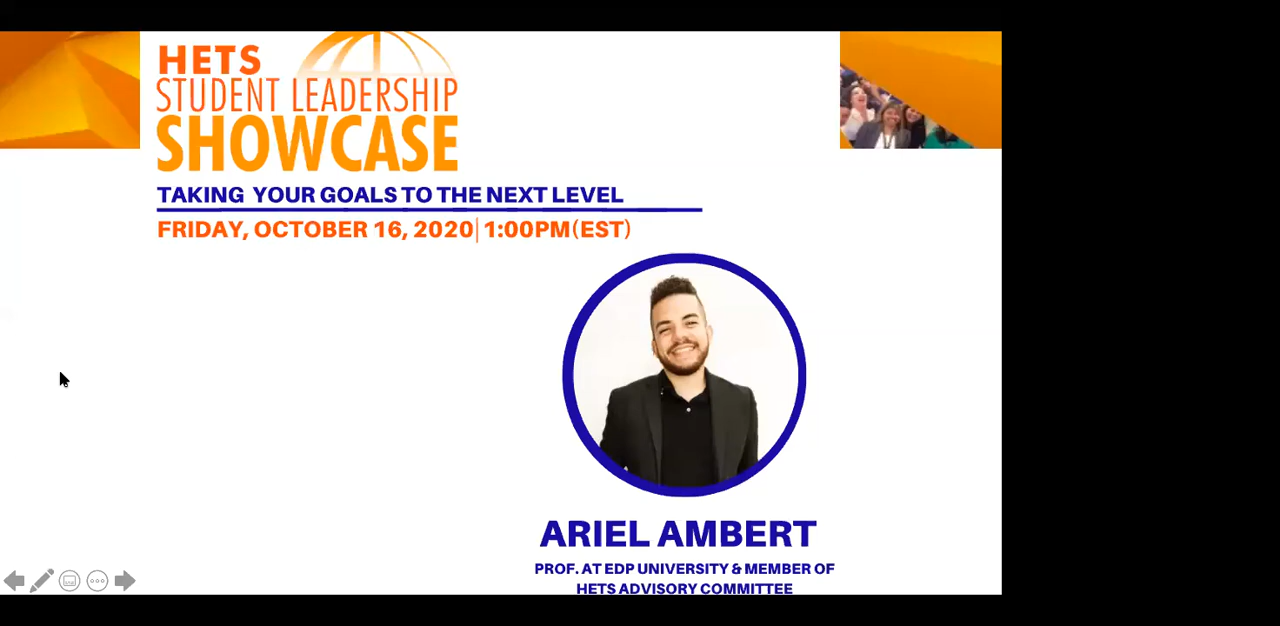 HETS
STUDENT LEADERSHIP
SHOWCASE
TAKING YOUR GOALS TO THE NEXT LEVEL
FRIDAY, OCTOBER 16, 2020| 1:00PM(EST)
ARIEL AMBERT
PROF. AT EDP UNIVERSITY & MEMBER OF
HETS ADVISORY COMMITTEE